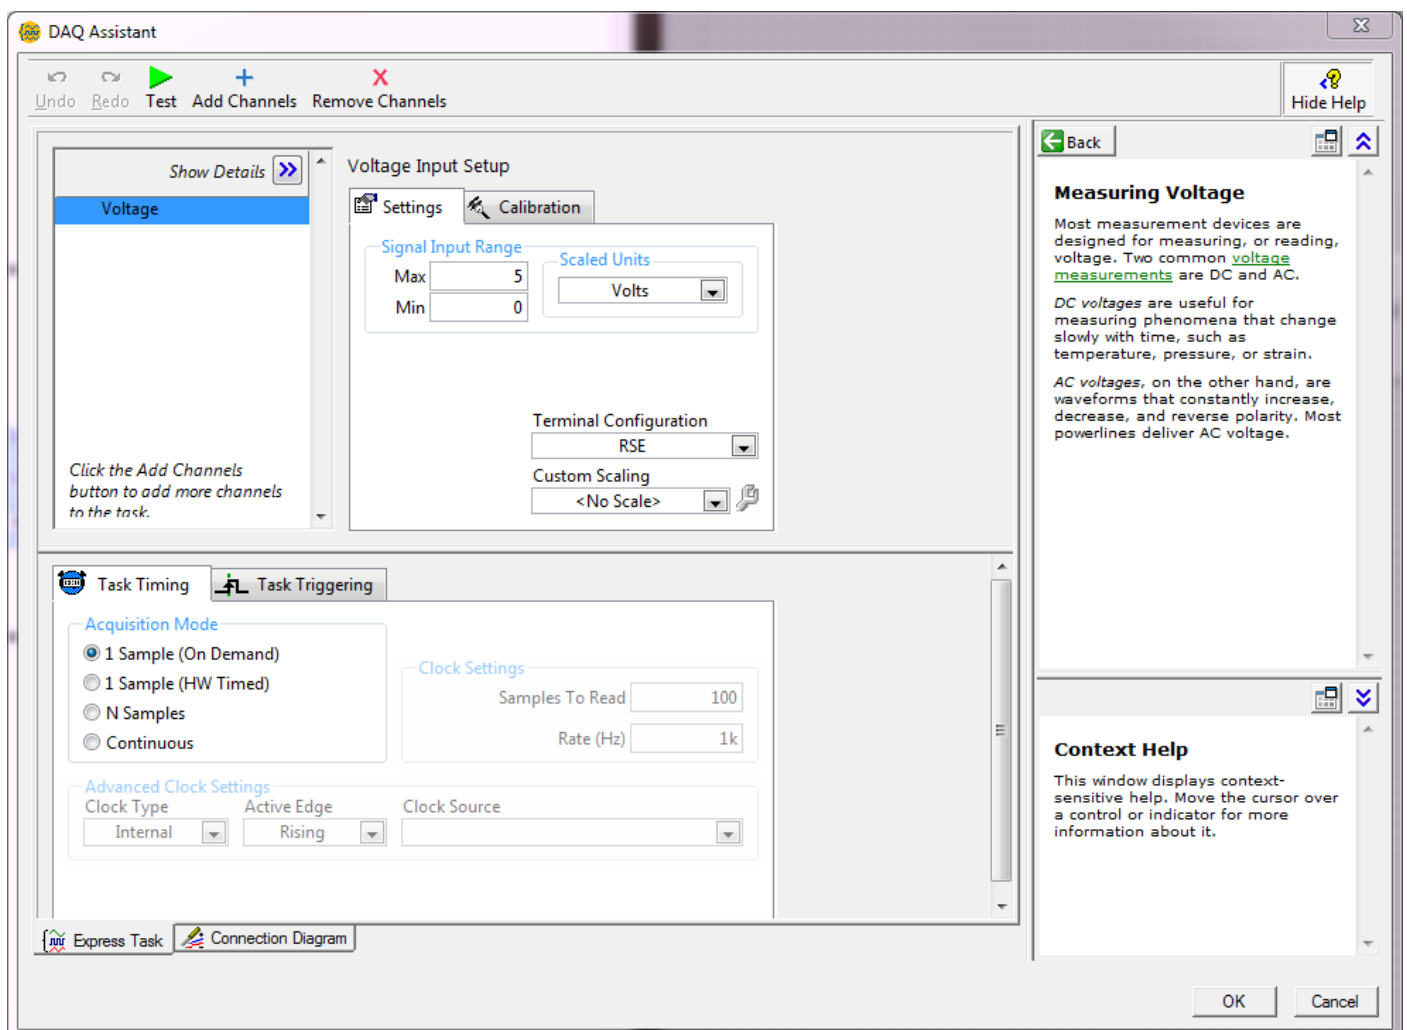 DAQ Assistant
Undo Redo Test Add Channels Remove Channels
Hide Help
Show Details
Voltage
Click the Add Channels
button to add more channels
to the task.
Voltage Input Setup
Settings Calibration
Signal Input Range
Max 5
Min 0
Scaled Units
Volts
Terminal Configuration
RSE
Custom Scaling
<No Scale>
Task Timing Task Triggering
Acquisition Mode
1 Sample (On Demand)
1 Sample (HW Timed)
N Samples
Continuous
Clock Settings
Samples To Read 100
Rate (Hz) 1k
Advanced Clock Settings
Clock Type Active Edge Clock Source
Internal Rising
Express Task Connection Diagram
Back
Measuring Voltage
Most measurement devices are
designed for measuring, or reading,
voltage. Two common voltage
measurements are DC and AC.
DC voltages are useful for
measuring phenomena that change
slowly with time, such as
temperature, pressure, or strain.
AC voltages, on the other hand, are
waveforms that constantly increase,
decrease, and reverse polarity. Most
powerlines deliver AC voltage.
Context Help
This window displays context-
sensitive help. Move the cursor over
a control or indicator for more
information about it.
OK Cancel